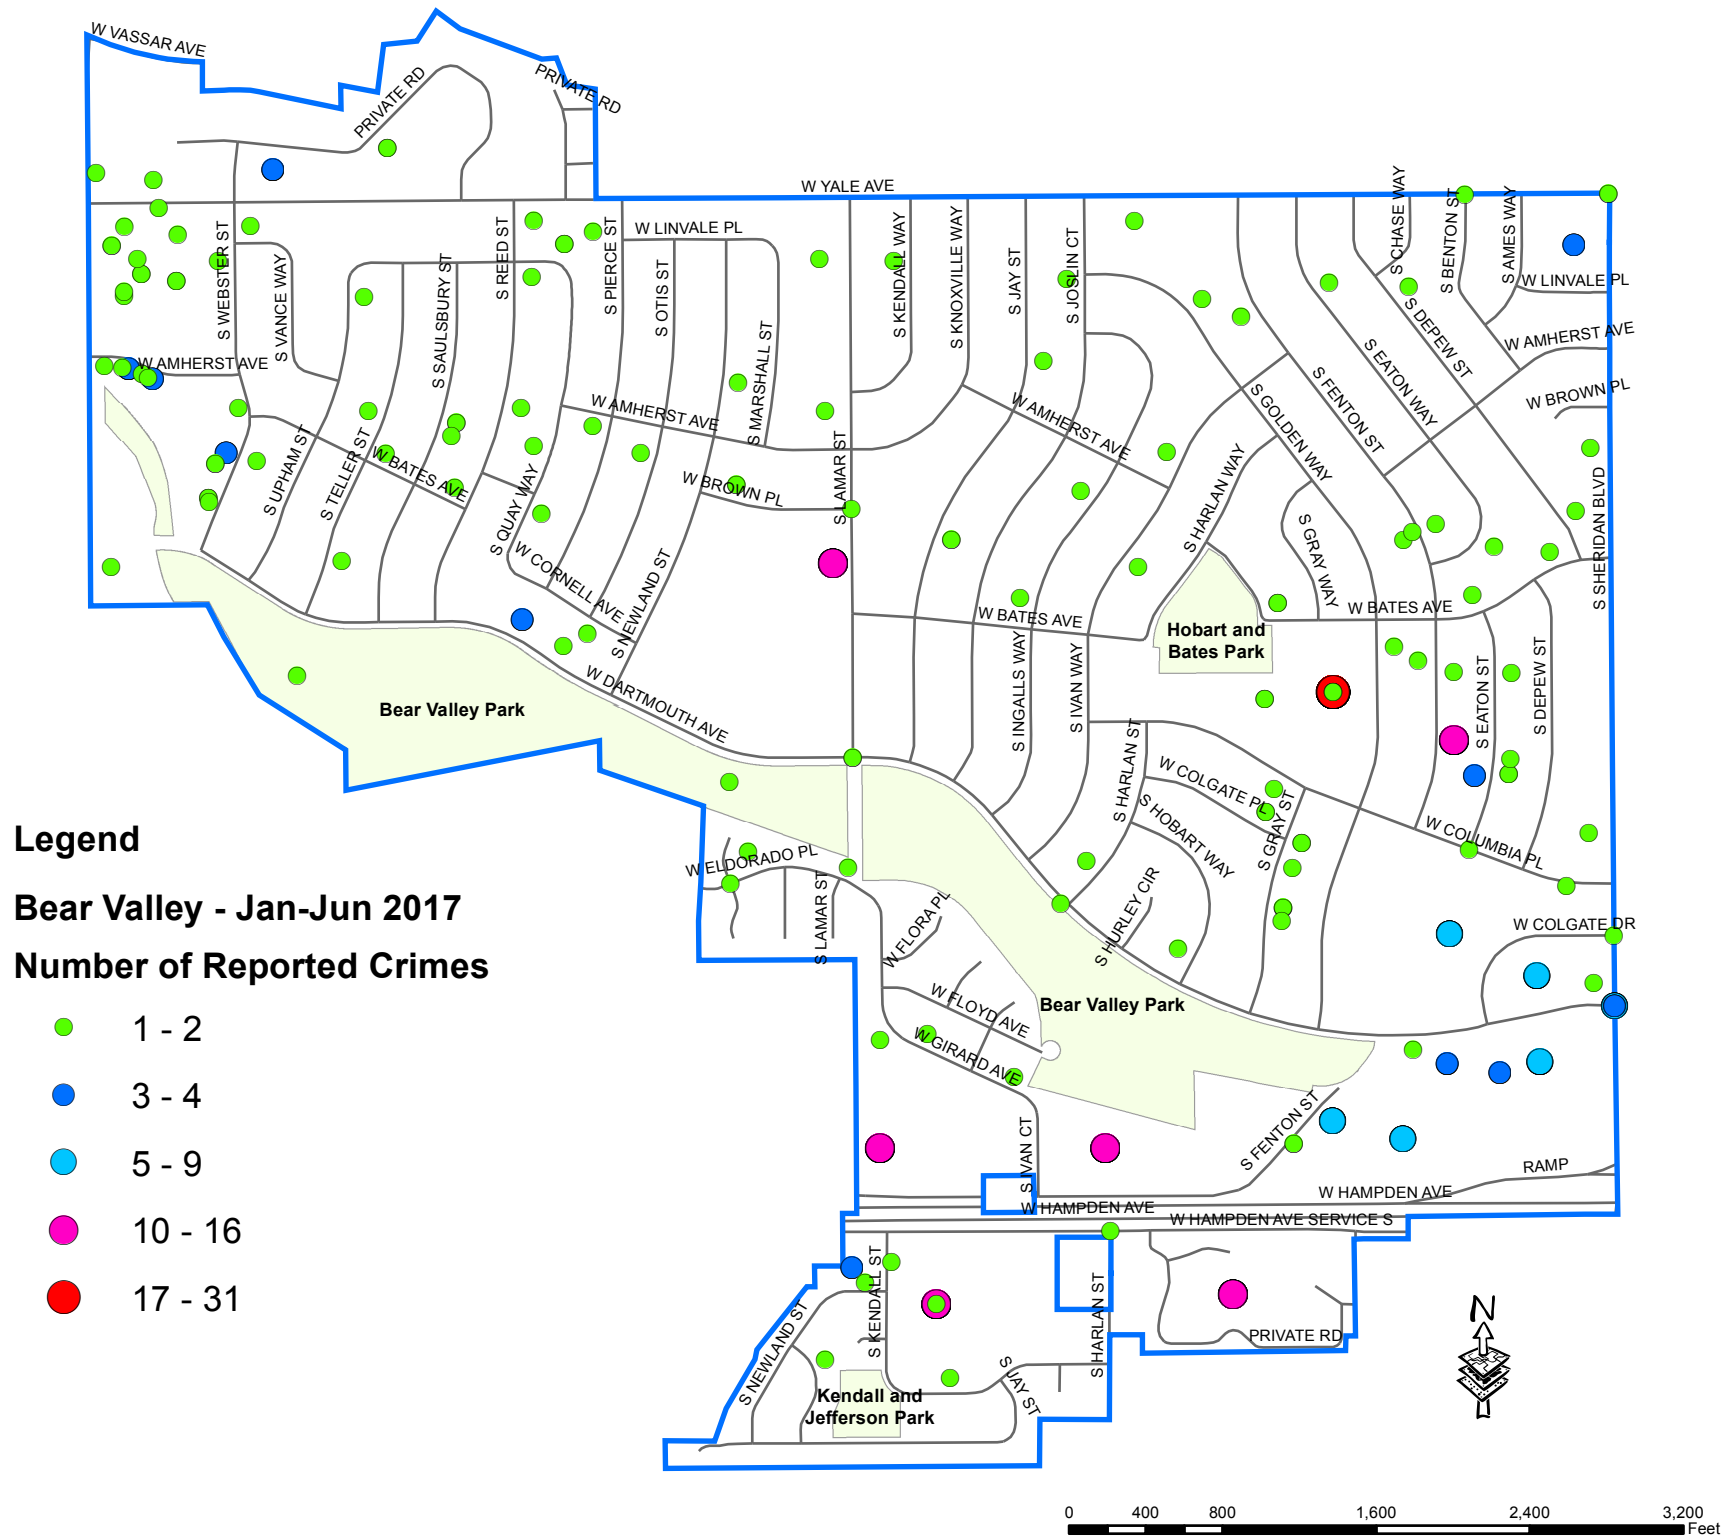 W VASSAR AVE
PRIVATE RD
PRIVATE RD
W YALE AVE
S CHASE WAY
S BENTON ST
S AMES WAY
S WEBSTER ST
S VANCE WAY
S SAULSBURY ST
S REED ST
S PIERCE ST
W LINVALE PL
S OTIS ST
S MARSHALL ST
S KENDALL WAY
S KNOXVILLE WAY
S JAY ST
S JOSLIN CT
W LINVALE PL
S DEPEW ST
W AMHERST AVE
W AMHERST AVE
S EATON WAY
S FENTON ST
S GOLDEN WAY
W BROWN PL
W AMHERST AVE
W AMHERST AVE
S UPHAM ST
S TELLER ST
W BATES AVE
S QUAY WAY
W BROWN PL
S LAMAR ST
S HARLAN WAY
S GRAY WAY
S SHERIDAN BLVD
W CORNELL AVE
S NEWLAND ST
W BATES AVE
W BATES AVE
Hobart and
Bates Park
S INGALLS WAY
S IVAN WAY
S EATON ST
S DEPEW ST
Bear Valley Park
W DARTMOUTH AVE
S HARLAN ST
W COLGATE PL
S HOBART WAY
S GRAY ST
W COLUMBIA PL
W ELDORADO PL
S LAMAR ST
W FLORA PL
S HURLEY CIR
W COLGATE DR
W FLOYD AVE
Bear Valley Park
W GIRARD AVE
S IVAN CT
S FENTON ST
RAMP
W HAMPDEN AVE
W HAMPDEN AVE
W HAMPDEN AVE SERVICE S
S KENDALL ST
S NEWLAND ST
S HARLAN ST
PRIVATE RD
S JAY ST
Kendall and
Jefferson Park
Legend
Bear Valley - Jan-Jun 2017
Number of Reported Crimes
1 - 2
3 - 4
5 - 9
10 - 16
17 - 31
N
0 400 800 1,600 2,400 3,200
Feet